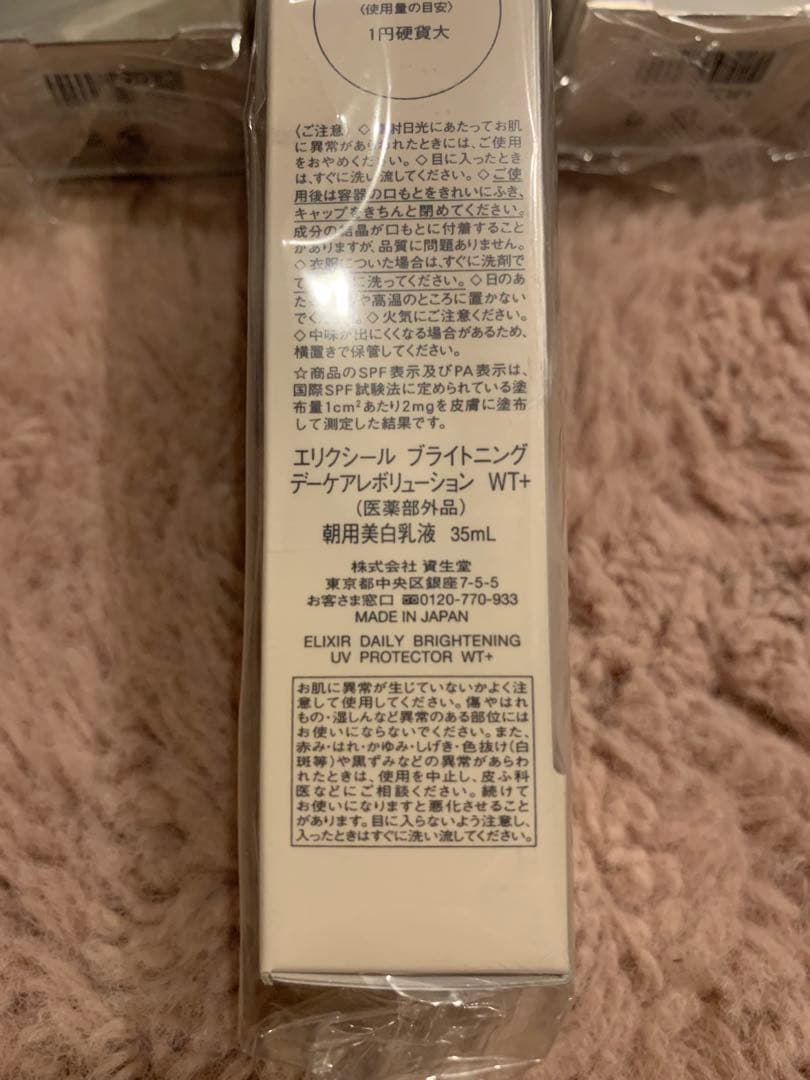 〈使用量の目安〉
1円硬貨大
〈ご注意〉◇ 射日光にあたってお肌
に異常があらわれたときには、ご使用
をおやめください。◇目に入ったとき
は、すぐに洗い流してください。◇ご使
用後は容器の口もとをきれいにふき、
キャップをきちんと閉めてください。
成分の結晶が口もとに付着すること
がありますが、品質に問題ありません。
◇衣服についた場合は、すぐに洗剤で
て に洗ってください。◇日のあ
た や高温のところに置かない
でください。◇火気にご注意ください。
◇中味が出にくくなる場合があるため、
横置きで保管してください。
☆商品のSPF表示及びPA表示は、
国際SPF試験法に定められている塗
布量1cm²あたり2mgを皮膚に塗布
して測定した結果です。
エリクシール ブライトニング
デーケアレボリューション WT+
(医薬部外品)
朝用美白乳液 35mL
株式会社 資生堂
東京都中央区銀座7-5-5
お客さま窓口 0120-770-933
MADE IN JAPAN
ELIXIR DAILY BRIGHTENING
UV PROTECTOR WT+
お肌に異常が生じていないかよく注
意して使用してください。傷やはれ
もの・湿しんなど異常のある部位には
お使いにならないでください。また、
赤み・はれ・かゆみ・しげき・色抜け(白
斑等)や黒ずみなどの異常があらわ
れたときは、使用を中止し、皮ふ科
医などにご相談ください。続けて
お使いになりますと悪化させること
があります。目に入らないよう注意し、
入ったときはすぐに洗い流してください。